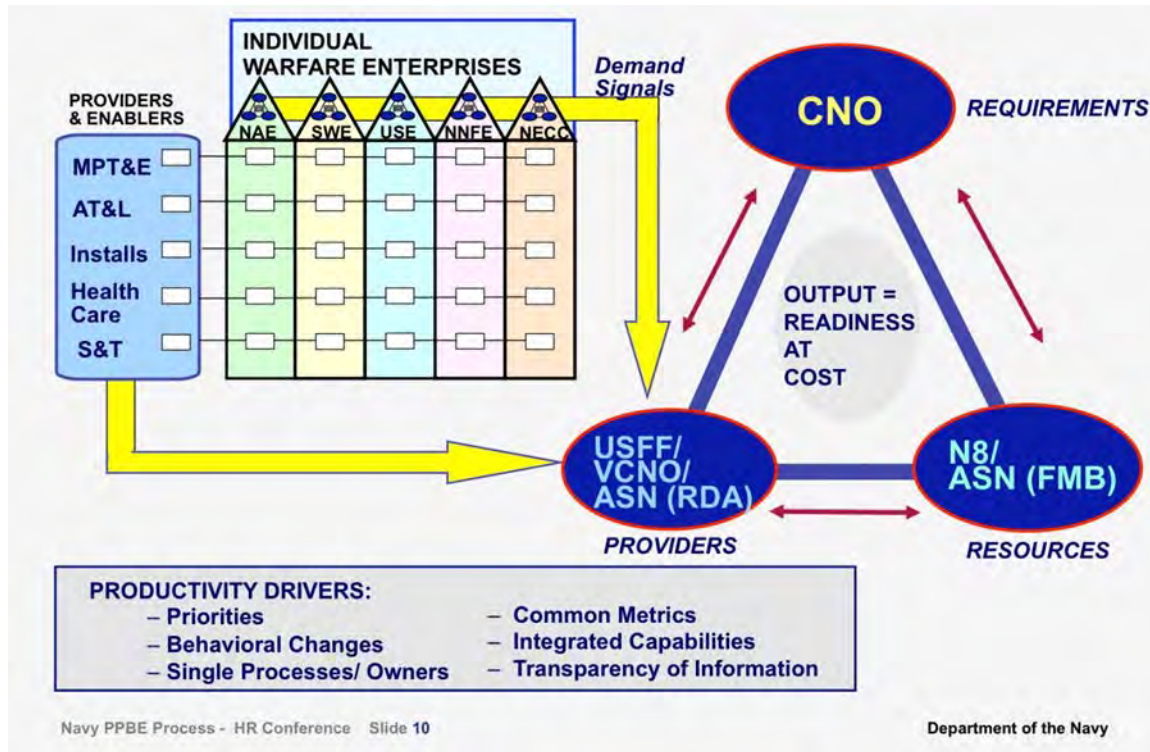 INDIVIDUAL
WARFARE ENTERPRISES
Demand
Signals
PROVIDERS
& ENABLERS
NAE
SWE
USE
NNFE
NECC
MPT&E
AT&L
Installs
Health
Care
S&T
CNO
REQUIREMENTS
OUTPUT =
READINESS
AT
COST
USFF/
VCNO/
ASN (RDA)
PROVIDERS
N8/
ASN (FMB)
RESOURCES
PRODUCTIVITY DRIVERS:
– Priorities
– Behavioral Changes
– Single Processes/ Owners
– Common Metrics
– Integrated Capabilities
– Transparency of Information
Navy PPBE Process - HR Conference Slide 10
Department of the Navy